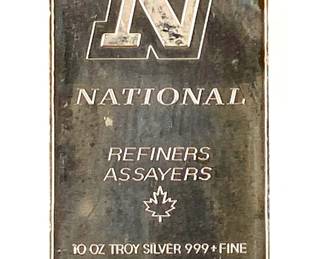 N
NATIONAL
REFINERS
ASSAYERS
10 OZ TROY SILVER 999+FINE